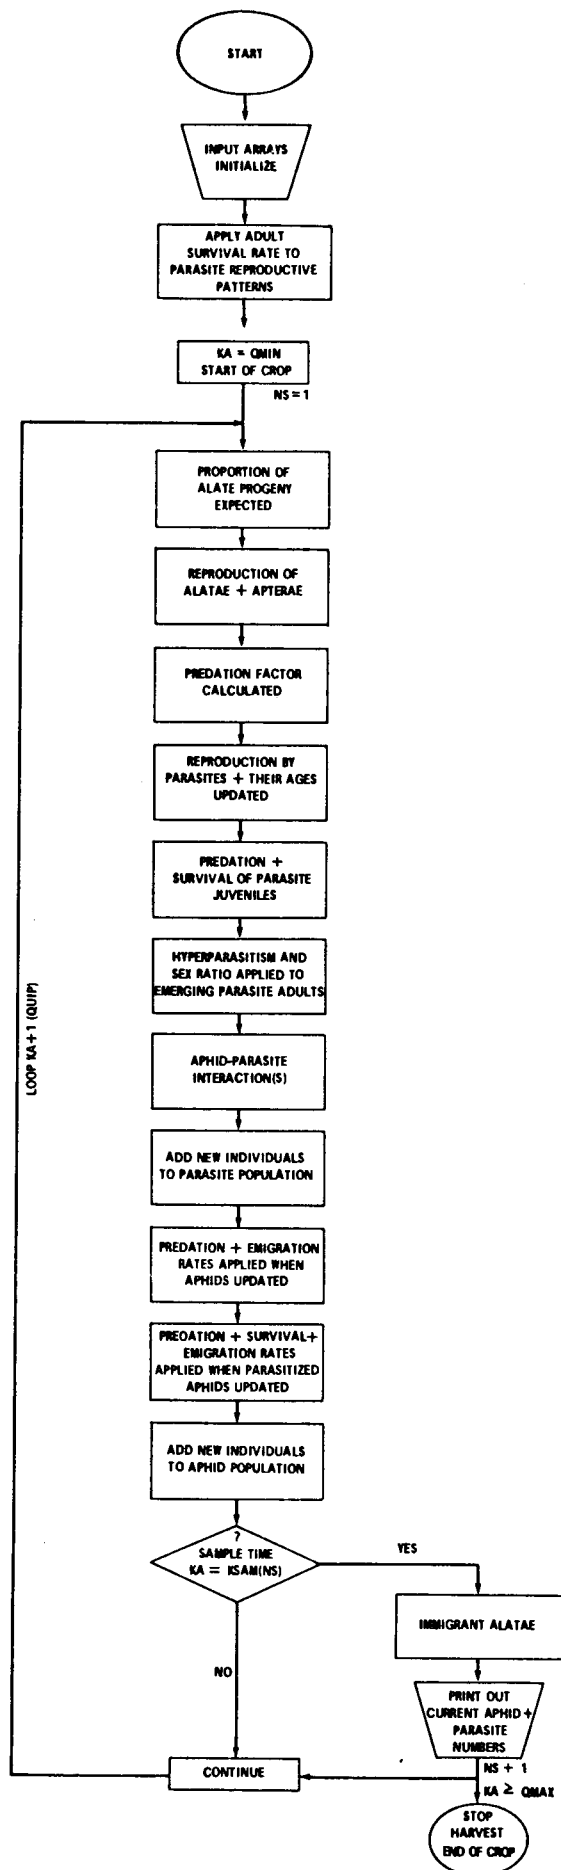 START
INPUT ARRAYS
INITIALIZE
APPLY ADULT
SURVIVAL RATE TO
PARASITE REPRODUCTIVE
PATTERNS
KA = QMIN
START OF CROP
NS=1
PROPORTION OF
ALATE PROGENY
EXPECTED
REPRODUCTION OF
ALATAE + APTERAE
PREDATION FACTOR
CALCULATED
REPRODUCTION BY
PARASITES + THEIR AGES
UPDATED
PREDATION +
SURVIVAL OF PARASITE
JUVENILES
HYPERPARASITISM AND
SEX RATIO APPLIED TO
EMERGING PARASITE ADULTS
LOOP KA+1 (QUIP)
APHID-PARASITE
INTERACTION(S)
ADD NEW INDIVIDUALS
TO PARASITE POPULATION
PREDATION + EMIGRATION
RATES APPLIED WHEN
APHIDS UPDATED
PREDATION + SURVIVAL+
EMIGRATION RATES
APPLIED WHEN PARASITIZED
APHIDS UPDATED
ADD NEW INDIVIDUALS
TO APHID POPULATION
?
SAMPLE TIME
KA = KSAM(NS)
YES
IMMIGRANT ALATAE
NO
PRINT OUT
CURRENT APHID +
PARASITE
NUMBERS
NS + 1
CONTINUE
KA ≥ QMAX
STOP
HARVEST
END OF CROP